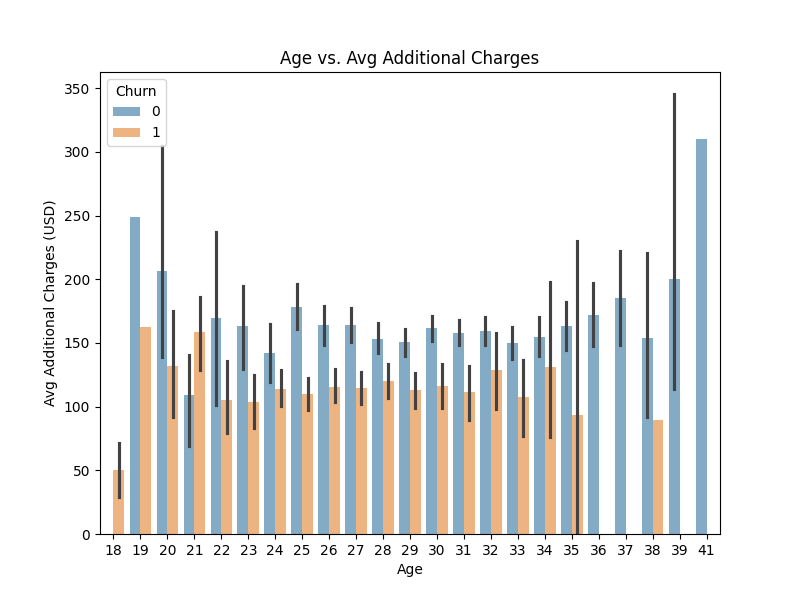 Age vs. Avg Additional Charges
Churn
0
1
350
300
250
200
150
100
50
0
Avg Additional Charges (USD)
18 19 20 21 22 23 24 25 26 27 28 29 30 31 32 33 34 35 36 37 38 39 41
Age